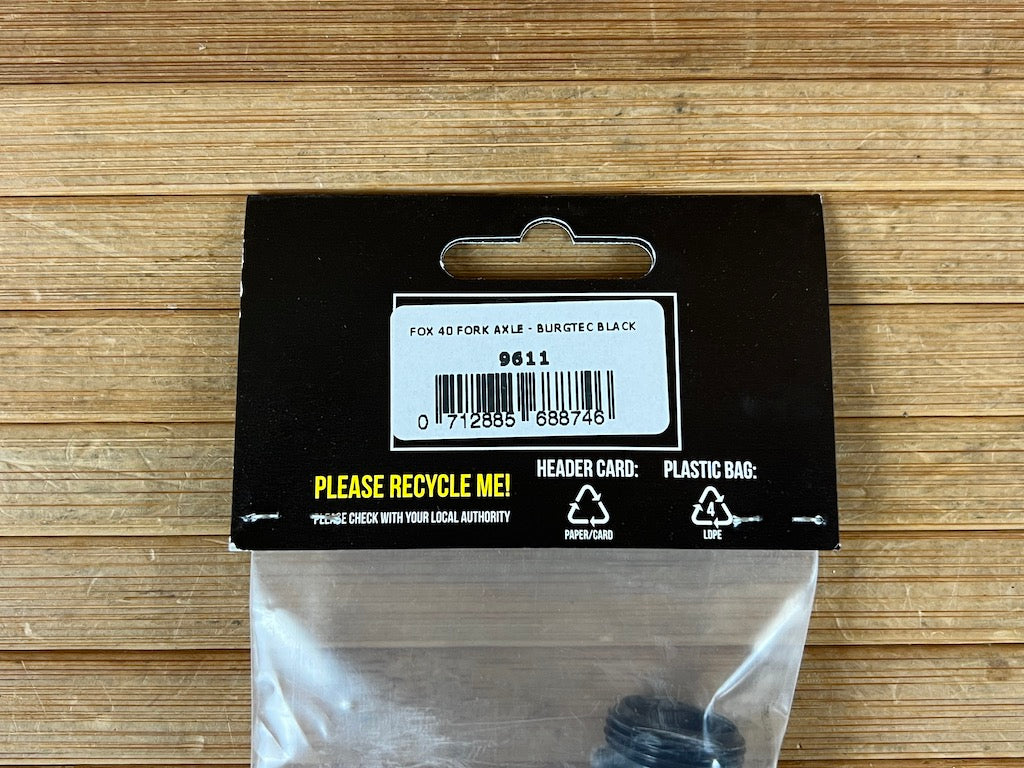 FOX 40 FORK AXLE - BURGTEC BLACK
9611
0 712885 688746
PLEASE RECYCLE ME!
PLEASE CHECK WITH YOUR LOCAL AUTHORITY
HEADER CARD:
PAPER/CARD
PLASTIC BAG:
4
LDPE